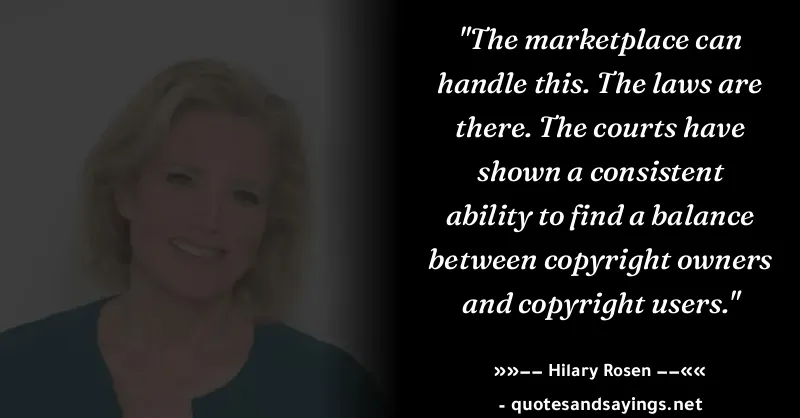 "The marketplace can
handle this. The laws are
there. The courts have
shown a consistent
ability to find a balance
between copyright owners
and copyright users."
»»—— Hilary Rosen ——««
- quotesandsayings.net